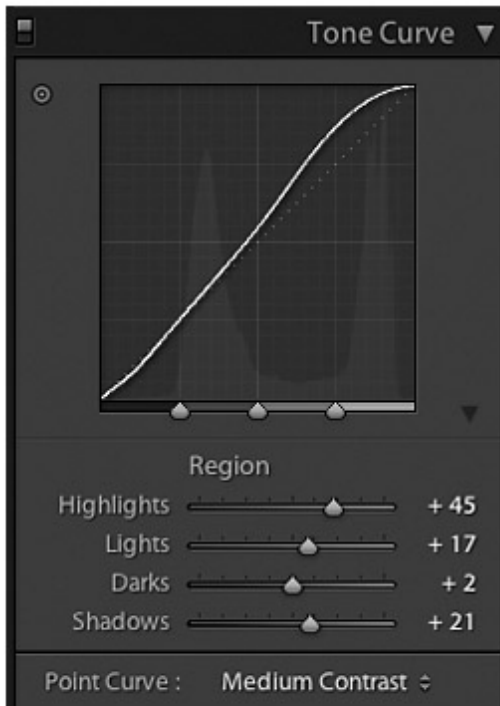 Tone Curve
Region
Highlights + 45
Lights + 17
Darks + 2
Shadows + 21
Point Curve : Medium Contrast